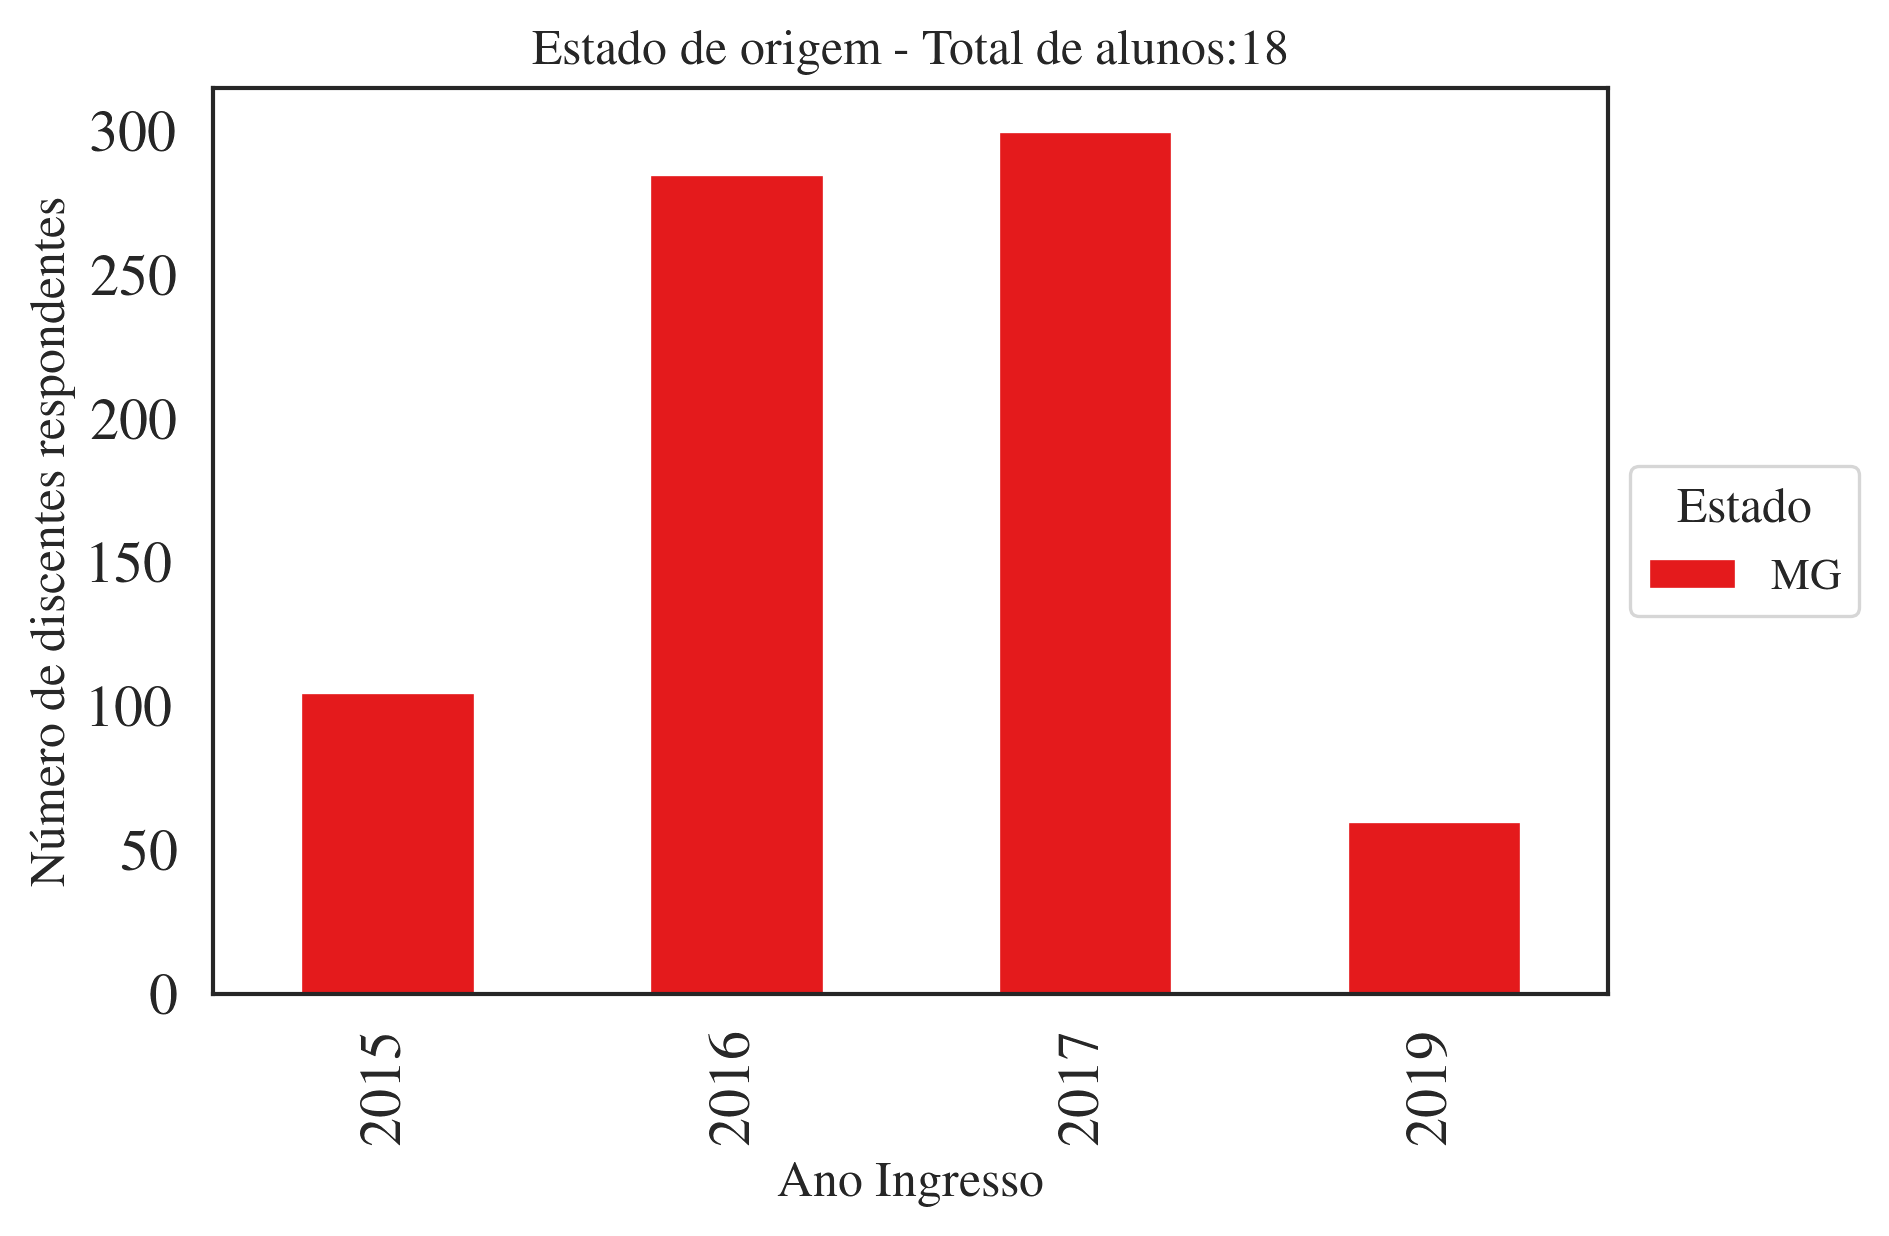 Estado de origem - Total de alunos:18
Número de discentes respondentes
300
250
200
150
100
50
0
2015
2016
2017
2019
Ano Ingresso
Estado
MG